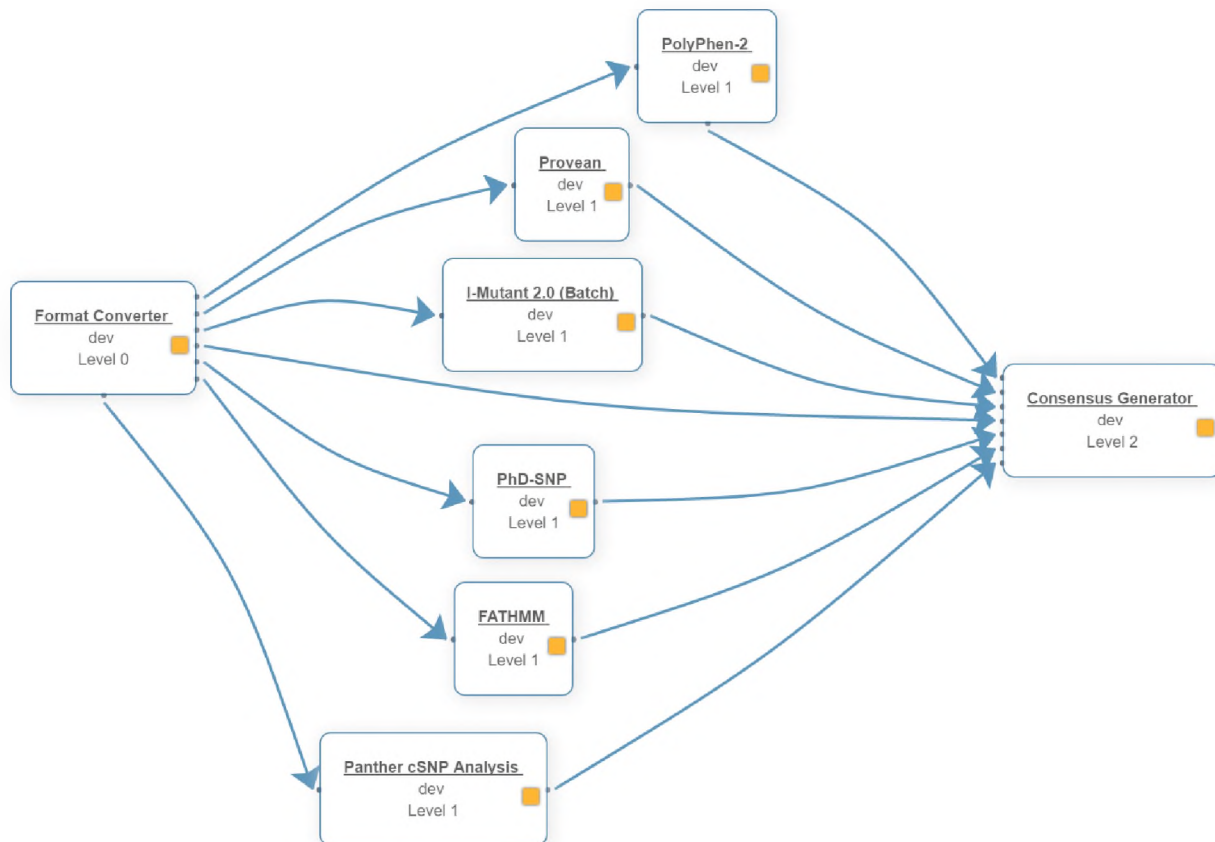 PolyPhen-2
dev
Level 1
Provean
dev
Level 1
I-Mutant 2.0 (Batch)
dev
Level 1
Format Converter
dev
Level 0
Consensus Generator
dev
Level 2
PhD-SNP
dev
Level 1
FATHMM
dev
Level 1
Panther cSNP Analysis
dev
Level 1